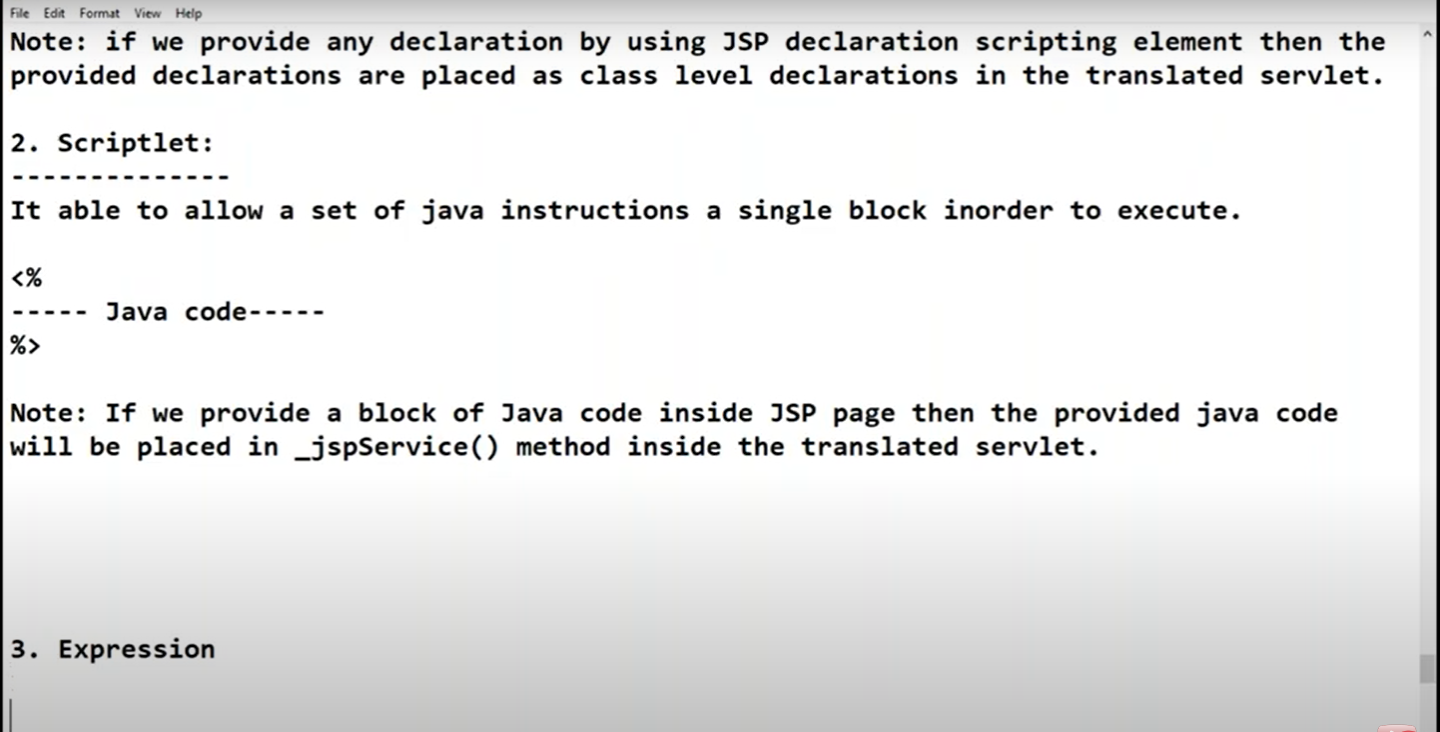 File Edit Format View Help
Note: if we provide any declaration by using JSP declaration scripting element then the
provided declarations are placed as class level declarations in the translated servlet.
2. Scriptlet:
--------------
It able to allow a set of java instructions a single block inorder to execute.
<%
----- Java code-----
%>
Note: If we provide a block of Java code inside JSP page then the provided java code
will be placed in _jspService() method inside the translated servlet.
3. Expression